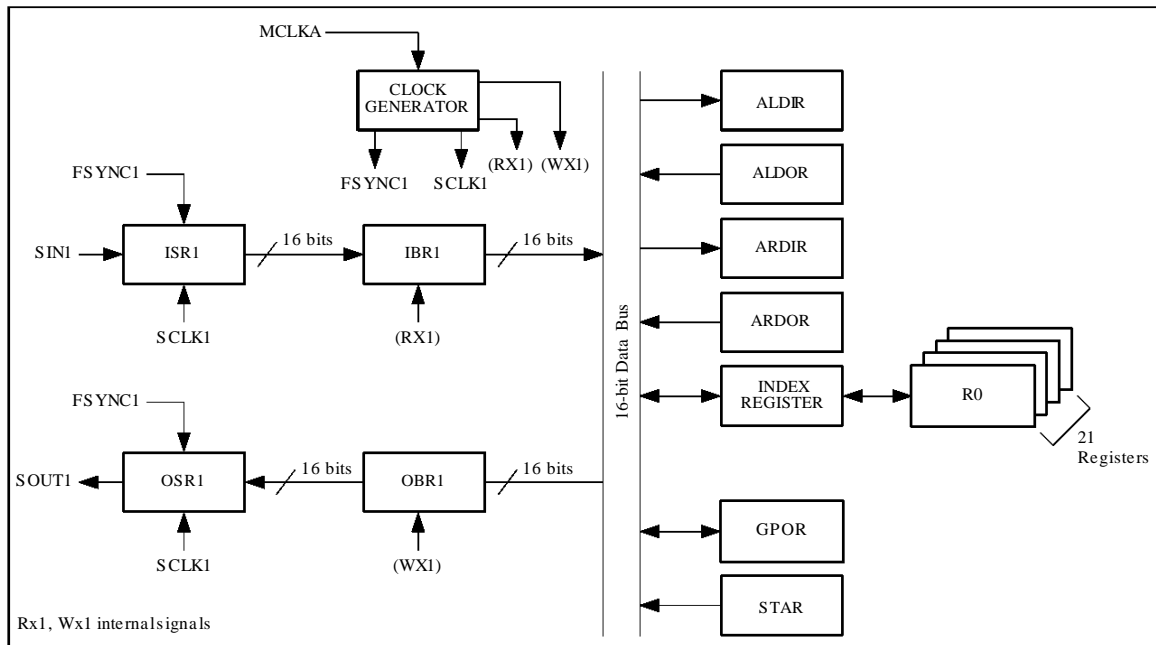 MCLKA
CLOCK
GENERATOR
(RX1)
(WX1)
FSYNC1
SCLK1
FSYNC1
SIN1
ISR1
16 bits
IBR1
16 bits
SCLK1
(RX1)
FSYNC1
SOUT1
OSR1
16 bits
OBR1
16 bits
SCLK1
(WX1)
16-bit Data Bus
ALDIR
ALDOR
ARDIR
ARDOR
INDEX
REGISTER
R0
21
Registers
GPOR
STAR
Rx1, Wx1 internal signals